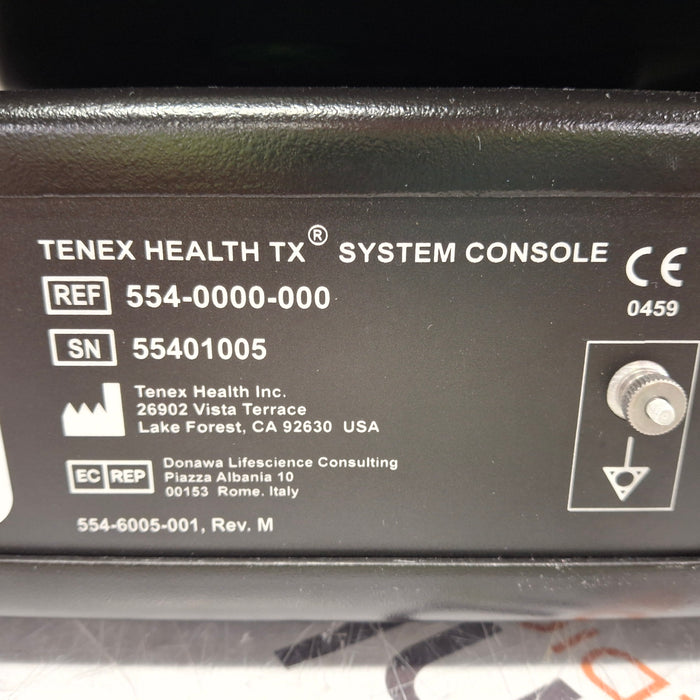 TENEX HEALTH TX® SYSTEM CONSOLE
REF 554-0000-000
CE
0459
SN 55401005
Tenex Health Inc.
26902 Vista Terrace
Lake Forest, CA 92630 USA
EC REP
Donawa Lifescience Consulting
Piazza Albania 10
00153 Rome. Italy
554-6005-001, Rev. M